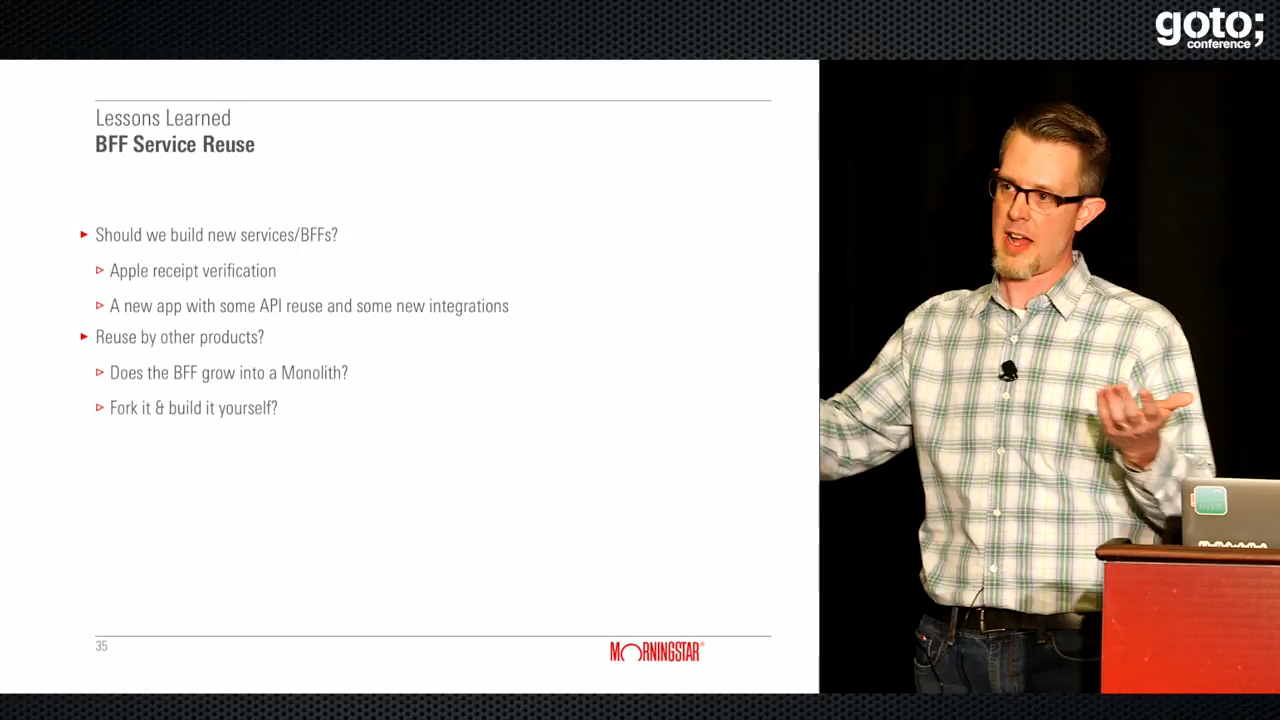 goto;
conference
Lessons Learned
BFF Service Reuse
Should we build new services/BFFs?
Apple receipt verification
A new app with some API reuse and some new integrations
Reuse by other products?
Does the BFF grow into a Monolith?
Fork it & build it yourself?
35
MORNINGSTAR®